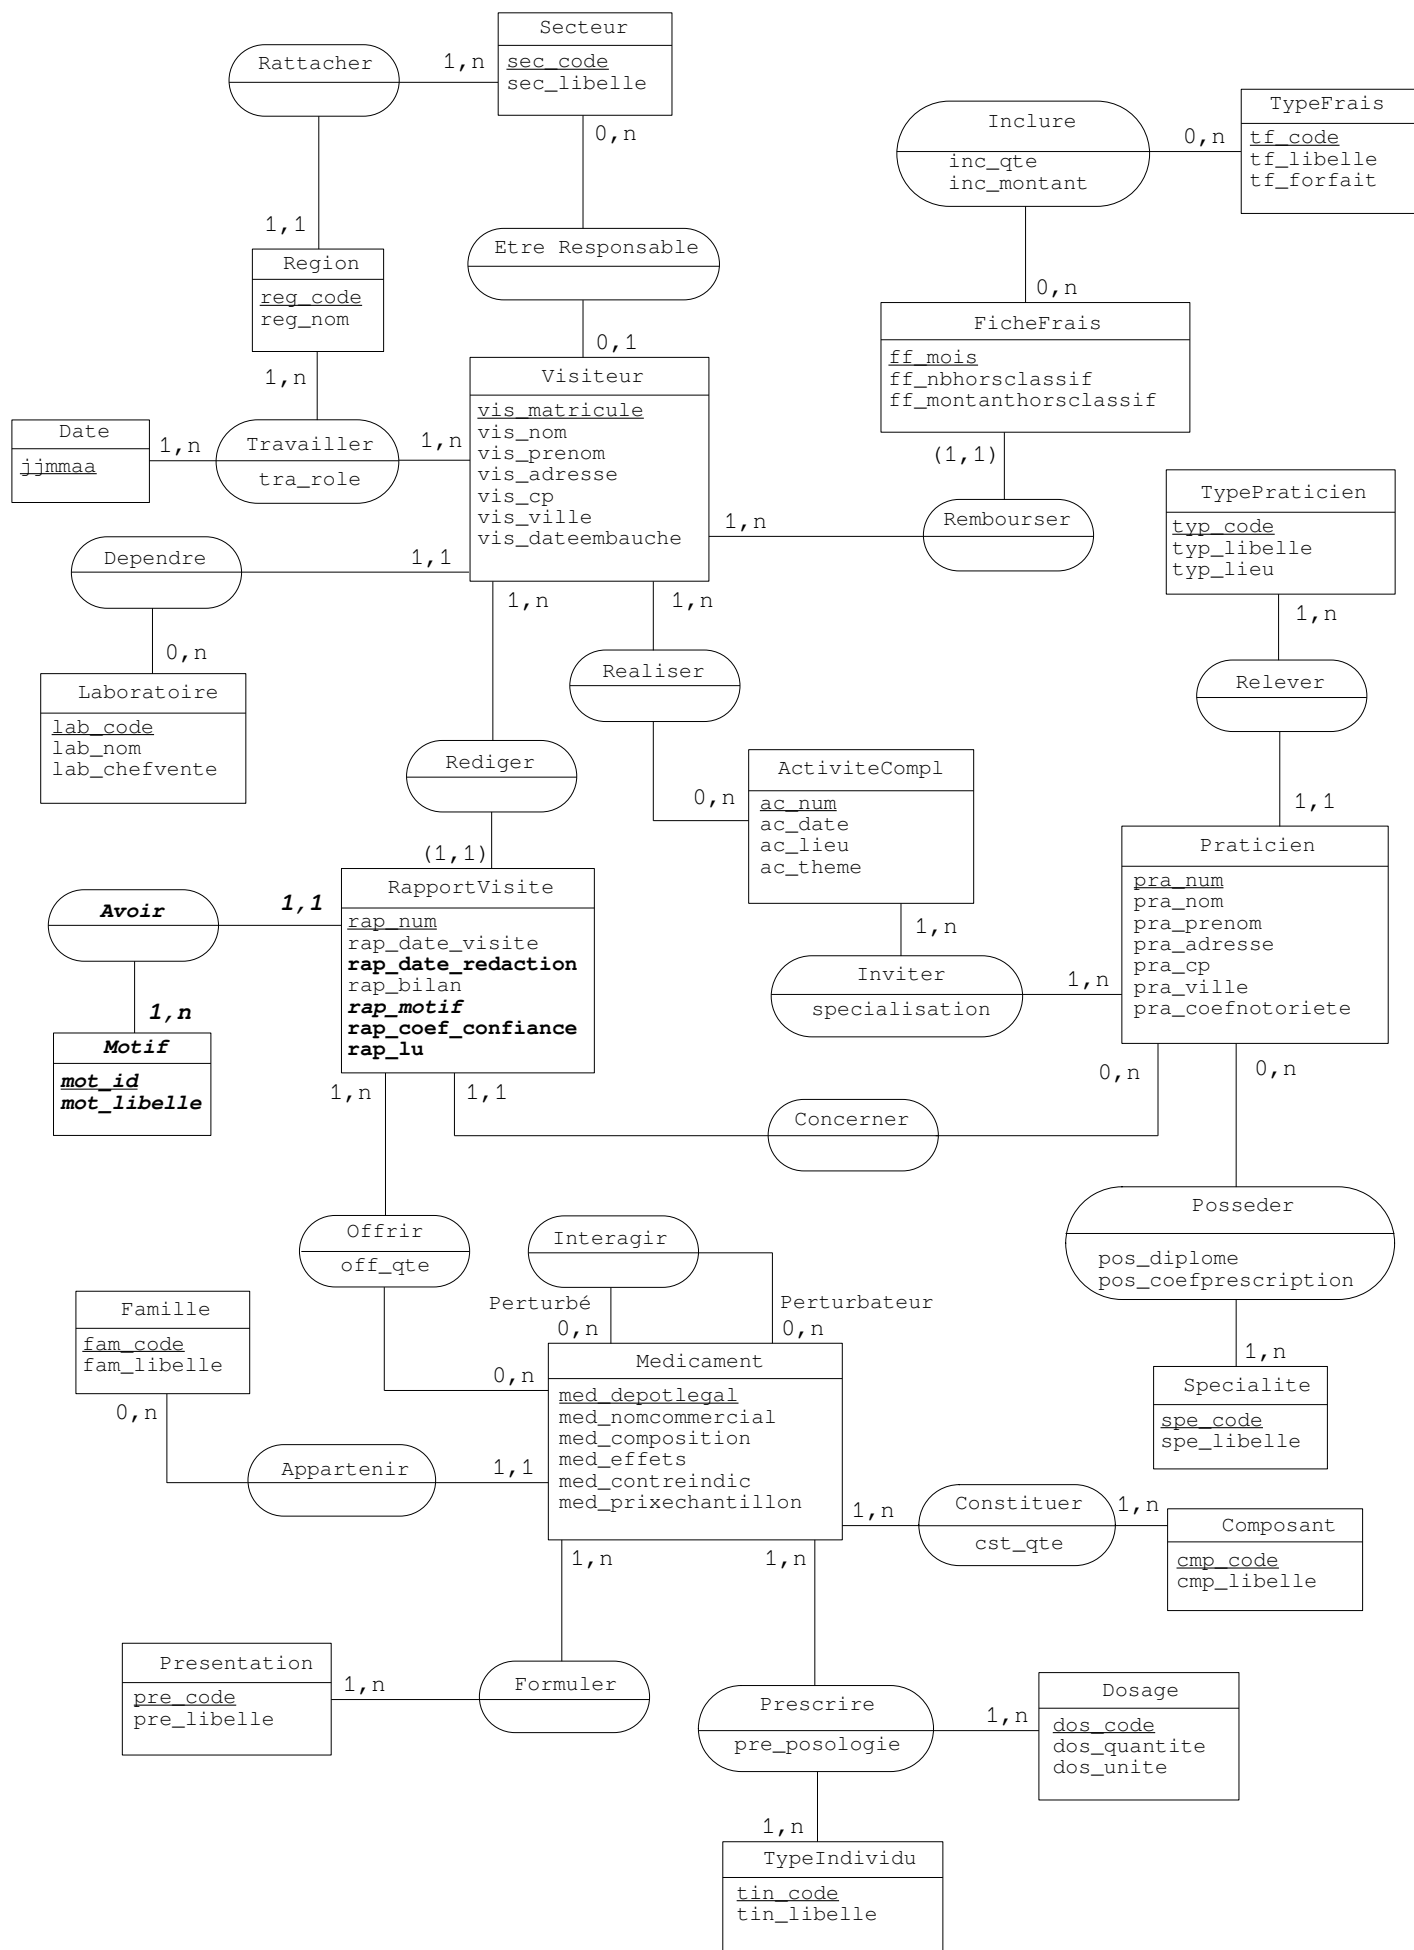 Secteur
sec_code
sec_libelle
Rattacher
1,n
0,n
1,1
Inclure
inc_qte
inc_montant
0,n
TypeFrais
tf_code
tf_libelle
tf_forfait
Etre Responsable
Region
reg_code
reg_nom
0,n
0,1
FicheFrais
ff_mois
ff_nbhorsclassif
ff_montanthorsclassif
1,n
Visiteur
vis_matricule
vis_nom
vis_prenom
vis_adresse
vis_cp
vis_ville
vis_dateembauche
Date
jjmmaa
1,n
Travailler
tra_role
1,n
(1,1)
Rembourser
1,n
TypePraticien
typ_code
typ_libelle
typ_lieu
Dependre
1,1
1,n
1,n
1,n
0,n
Laboratoire
lab_code
lab_nom
lab_chefvente
Realiser
Relever
Rediger
ActiviteCompl
ac_num
ac_date
ac_lieu
ac_theme
0,n
1,1
(1,1)
Praticien
pra_num
pra_nom
pra_prenom
pra_adresse
pra_cp
pra_ville
pra_coefnotoriete
RapportVisite
rap_num
rap_date_visite
rap_date_redaction
rap_bilan
rap_motif
rap_coef_confiance
rap_lu
Avoir
1,1
1,n
1,n
Inviter
specialisation
1,n
Motif
mot_id
mot_libelle
1,n
1,1
0,n
0,n
Concerner
Posseder
pos_diplome
pos_coefprescription
Offrir
off_qte
Interagir
Perturbé
0,n
Perturbateur
0,n
Famille
fam_code
fam_libelle
0,n
0,n
Medicament
med_depotlegal
med_nomcommercial
med_composition
med_effets
med_contreindic
med_prixechantillon
1,n
Specialite
spe_code
spe_libelle
Appartenir
1,1
1,n
Constituer
cst_qte
1,n
Composant
cmp_code
cmp_libelle
1,n
1,n
Presentation
pre_code
pre_libelle
1,n
Formuler
Prescrire
pre_posologie
1,n
Dosage
dos_code
dos_quantite
dos_unite
1,n
TypeIndividu
tin_code
tin_libelle